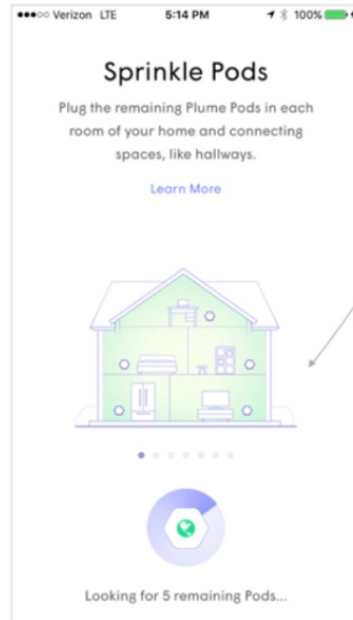 Verizon LTE 5:14 PM 100%
Sprinkle Pods
Plug the remaining Plume Pods in each
room of your home and connecting
spaces, like hallways.
Learn More
Looking for 5 remaining Pods...